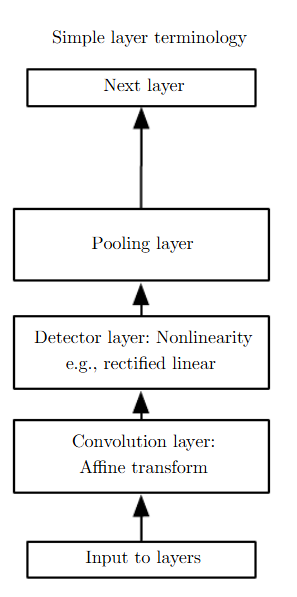 Simple layer terminology
Next layer
Pooling layer
Detector layer: Nonlinearity
e.g., rectified linear
Convolution layer:
Affine transform
Input to layers